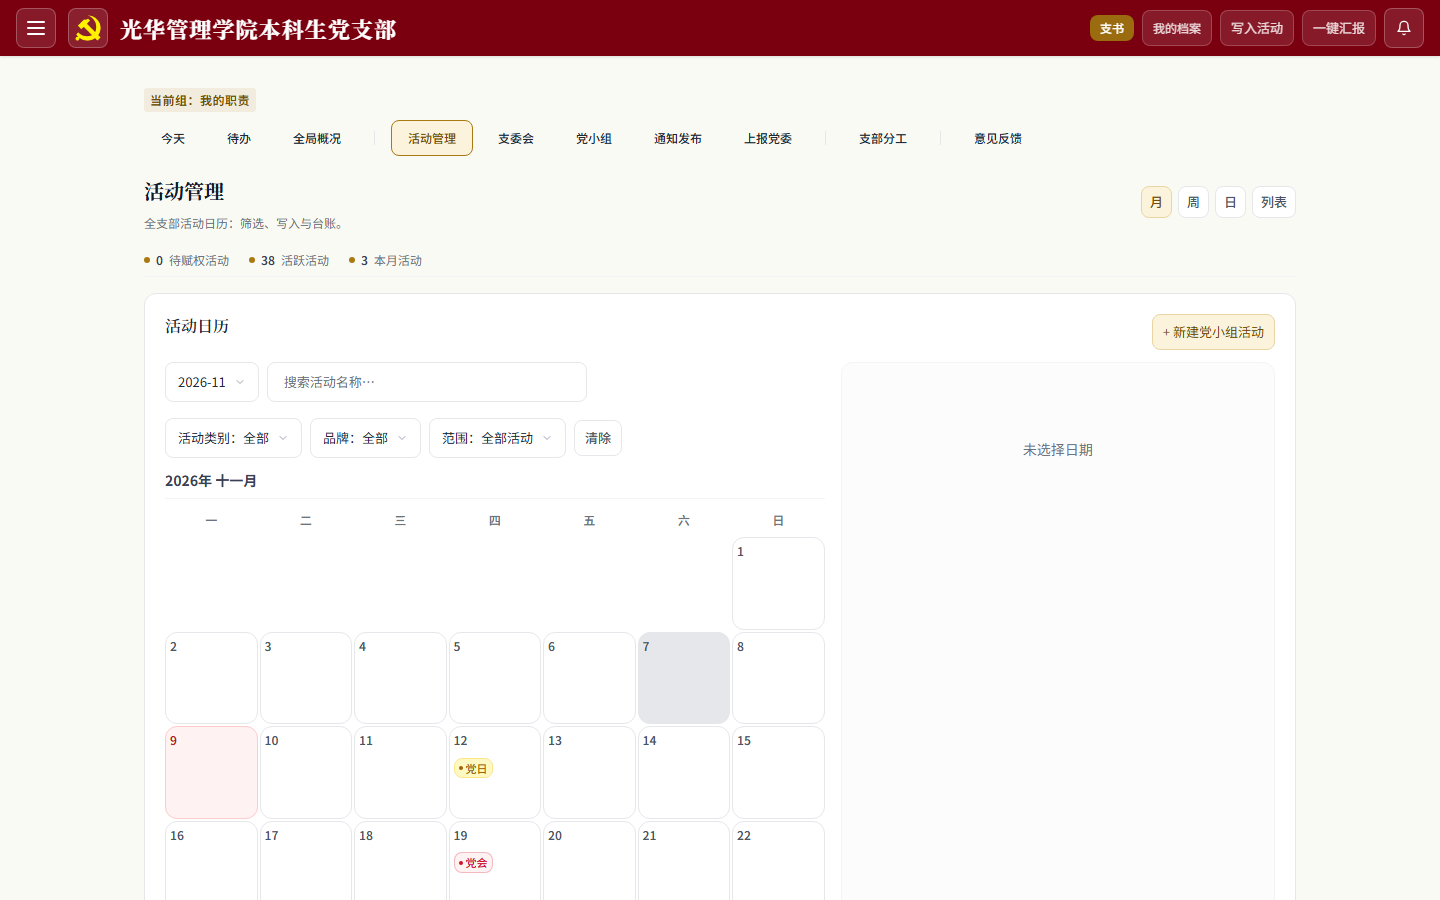 光华管理学院本科生党支部
支书
我的档案
写入活动
一键汇报
当前组：我的职责
今天
待办
全局概况
活动管理
支委会
党小组
通知发布
上报党委
支部分工
意见反馈
活动管理
月
周
日
列表
全支部活动日历：筛选、写入与台账。
0 待赋权活动
38 活跃活动
3 本月活动
活动日历
+ 新建党小组活动
2026-11
搜索活动名称…
活动类别：全部
品牌：全部
范围：全部活动
清除
未选择日期
2026年 十一月
一 二 三 四 五 六 日
1
2 3 4 5 6 7 8
9 10 11 12 13 14 15
党日
16 17 18 19 20 21 22
党会